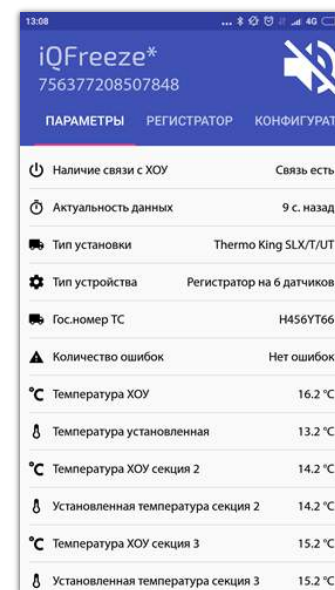 13:08 ... 4G
iQFreeze*
756377208507848
ПАРАМЕТРЫ РЕГИСТРАТОР КОНФИГУРАТ
Наличие связи с ХОУ Связь есть
Актуальность данных 9 с. назад
Тип установки Thermo King SLX/T/UT
Тип устройства Регистратор на 6 датчиков
Гос.номер ТС Н456YT66
Количество ошибок Нет ошибок
°C Температура ХОУ 16.2 °C
Температура установленная 13.2 °C
°C Температура ХОУ секция 2 14.2 °C
Установленная температура секция 2 14.2 °C
°C Температура ХОУ секция 3 15.2 °C
Установленная температура секция 3 15.2 °C